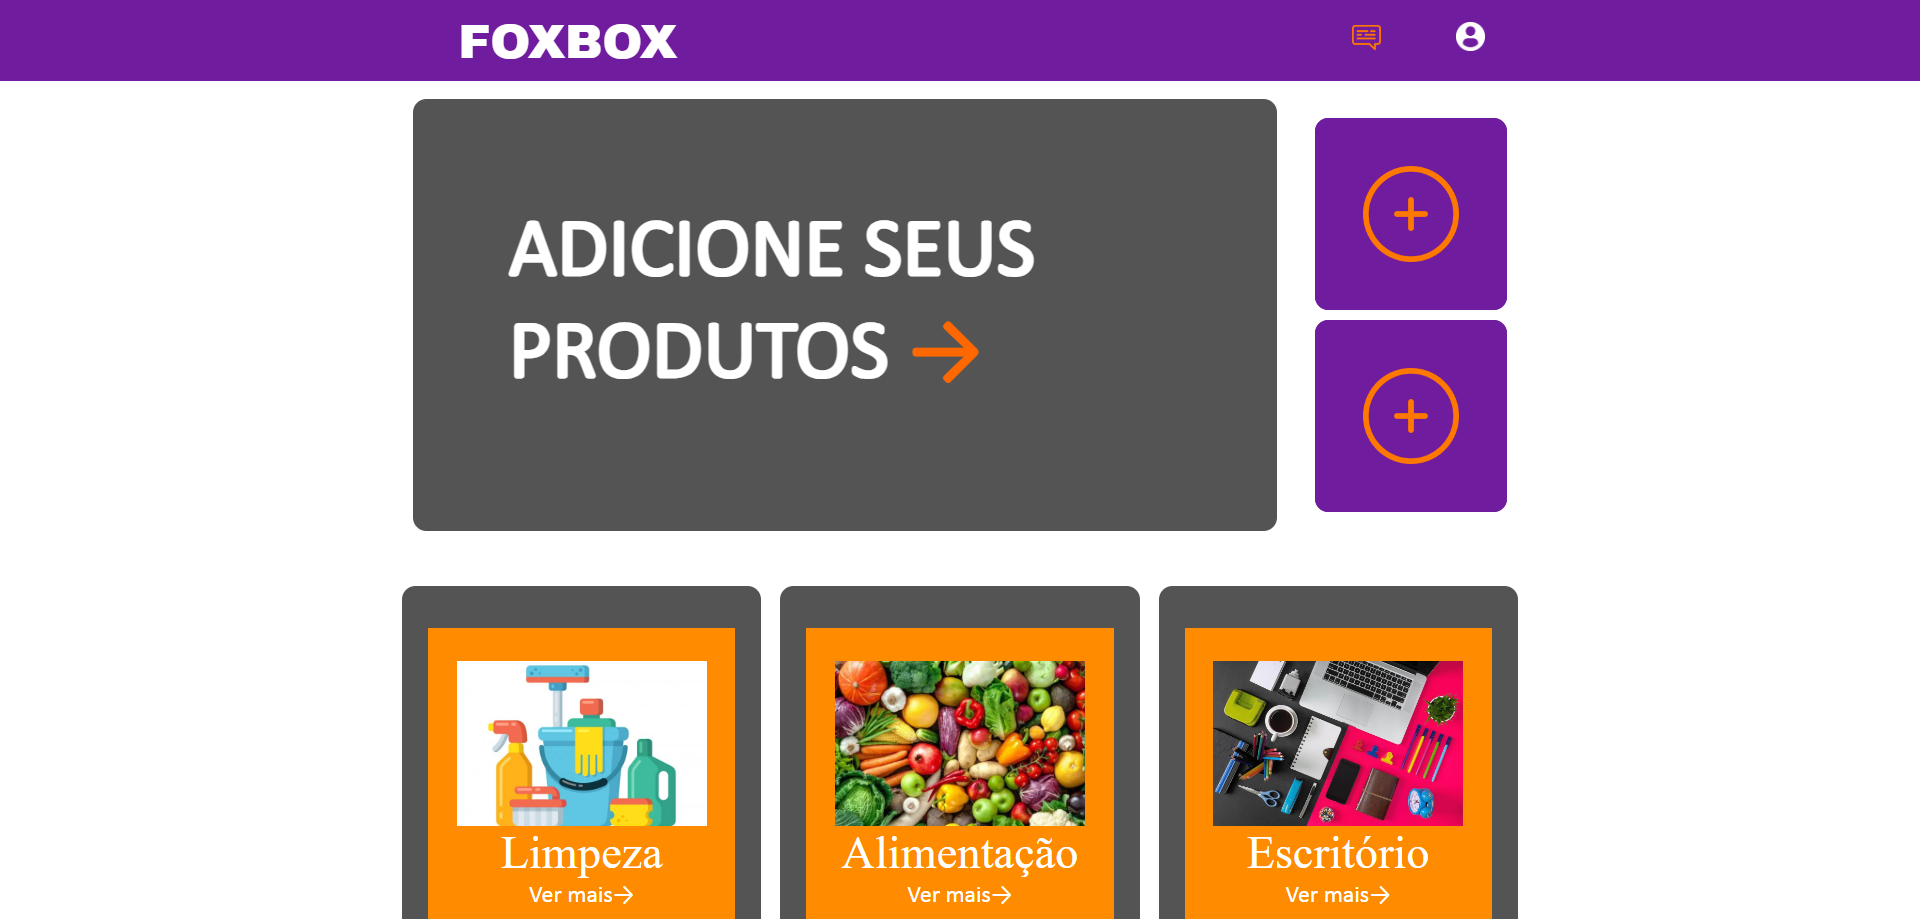 FOXBOX
ADICIONE SEUS
PRODUTOS →
Limpeza
Ver mais→
Alimentação
Ver mais→
Escritório
Ver mais→